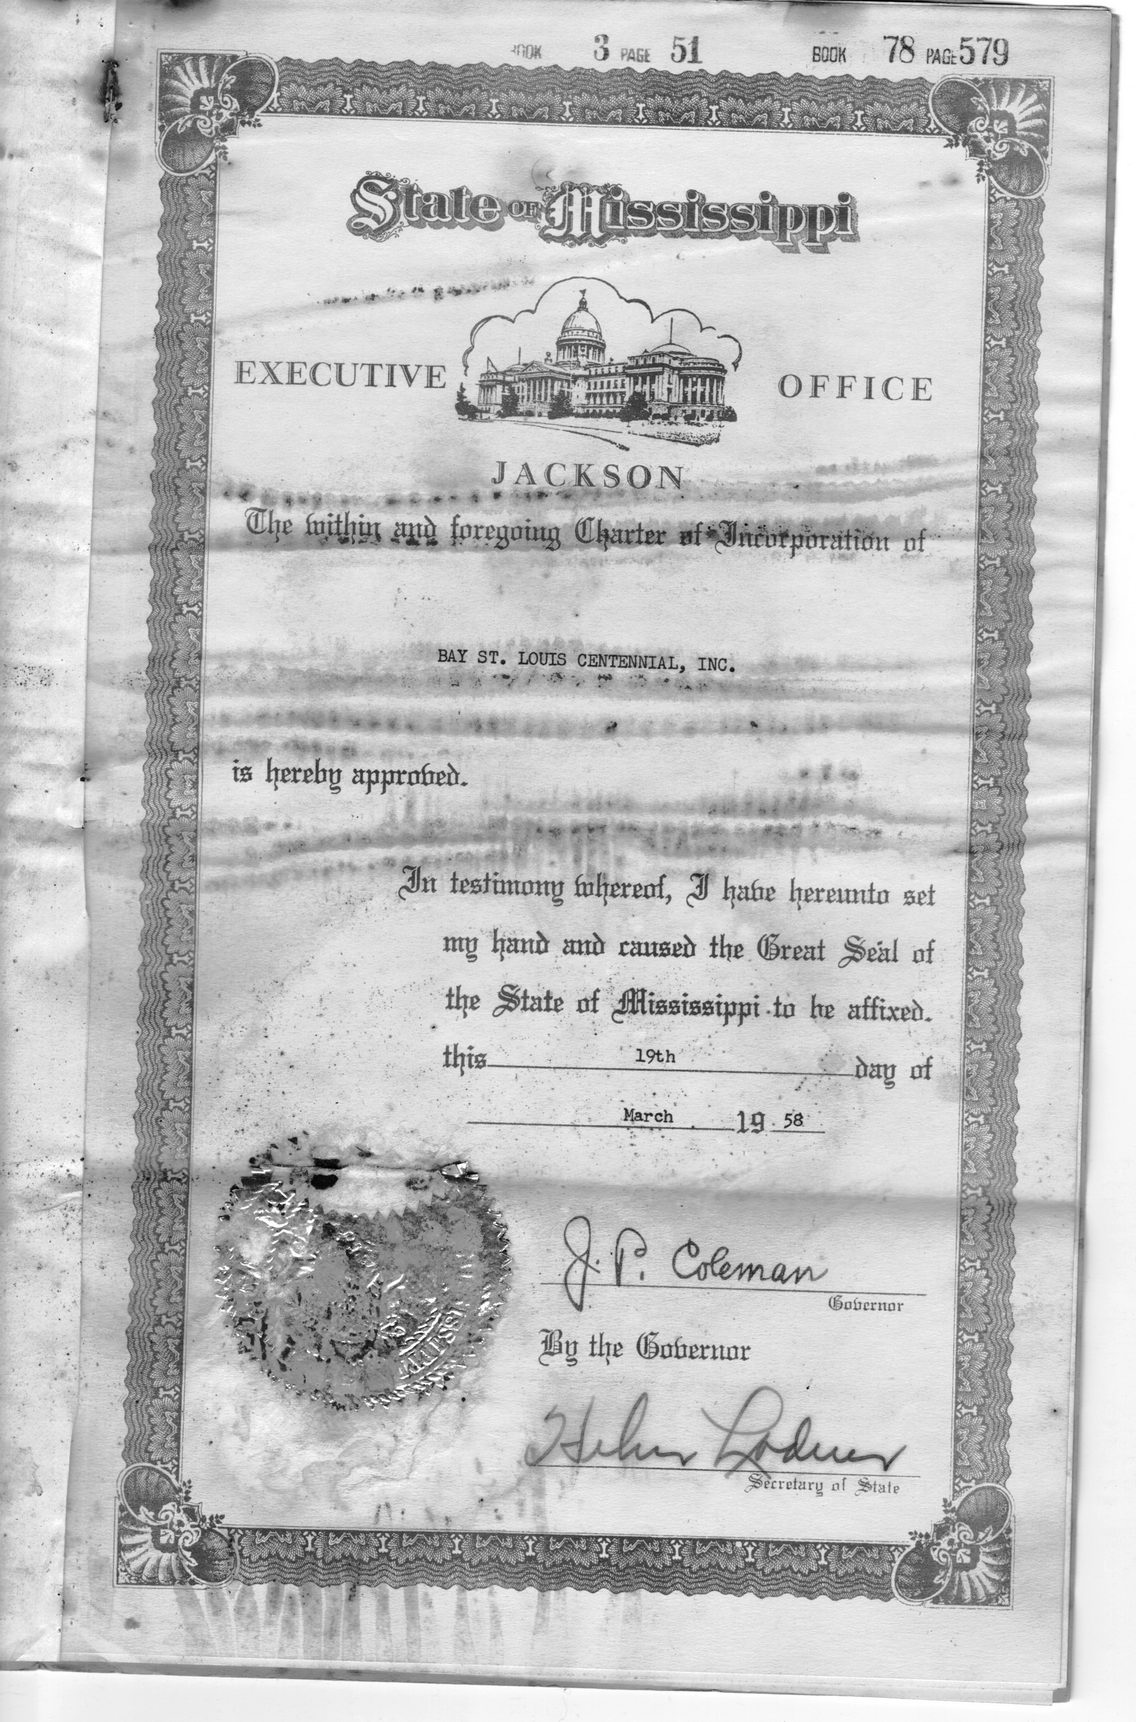 BOOK 3 PAGE 51 BOOK 78 PAGE 579
State OF Mississippi
EXECUTIVE OFFICE
JACKSON
The within and foregoing Charter of Incorporation of
BAY ST. LOUIS CENTENNIAL, INC.
is hereby approved.
In testimony whereof, I have hereunto set
my hand and caused the Great Seal of
the State of Mississippi to be affixed.
this 19th day of
March 19 58
J. P. Coleman
Governor
By the Governor
Heber Ladner
Secretary of State